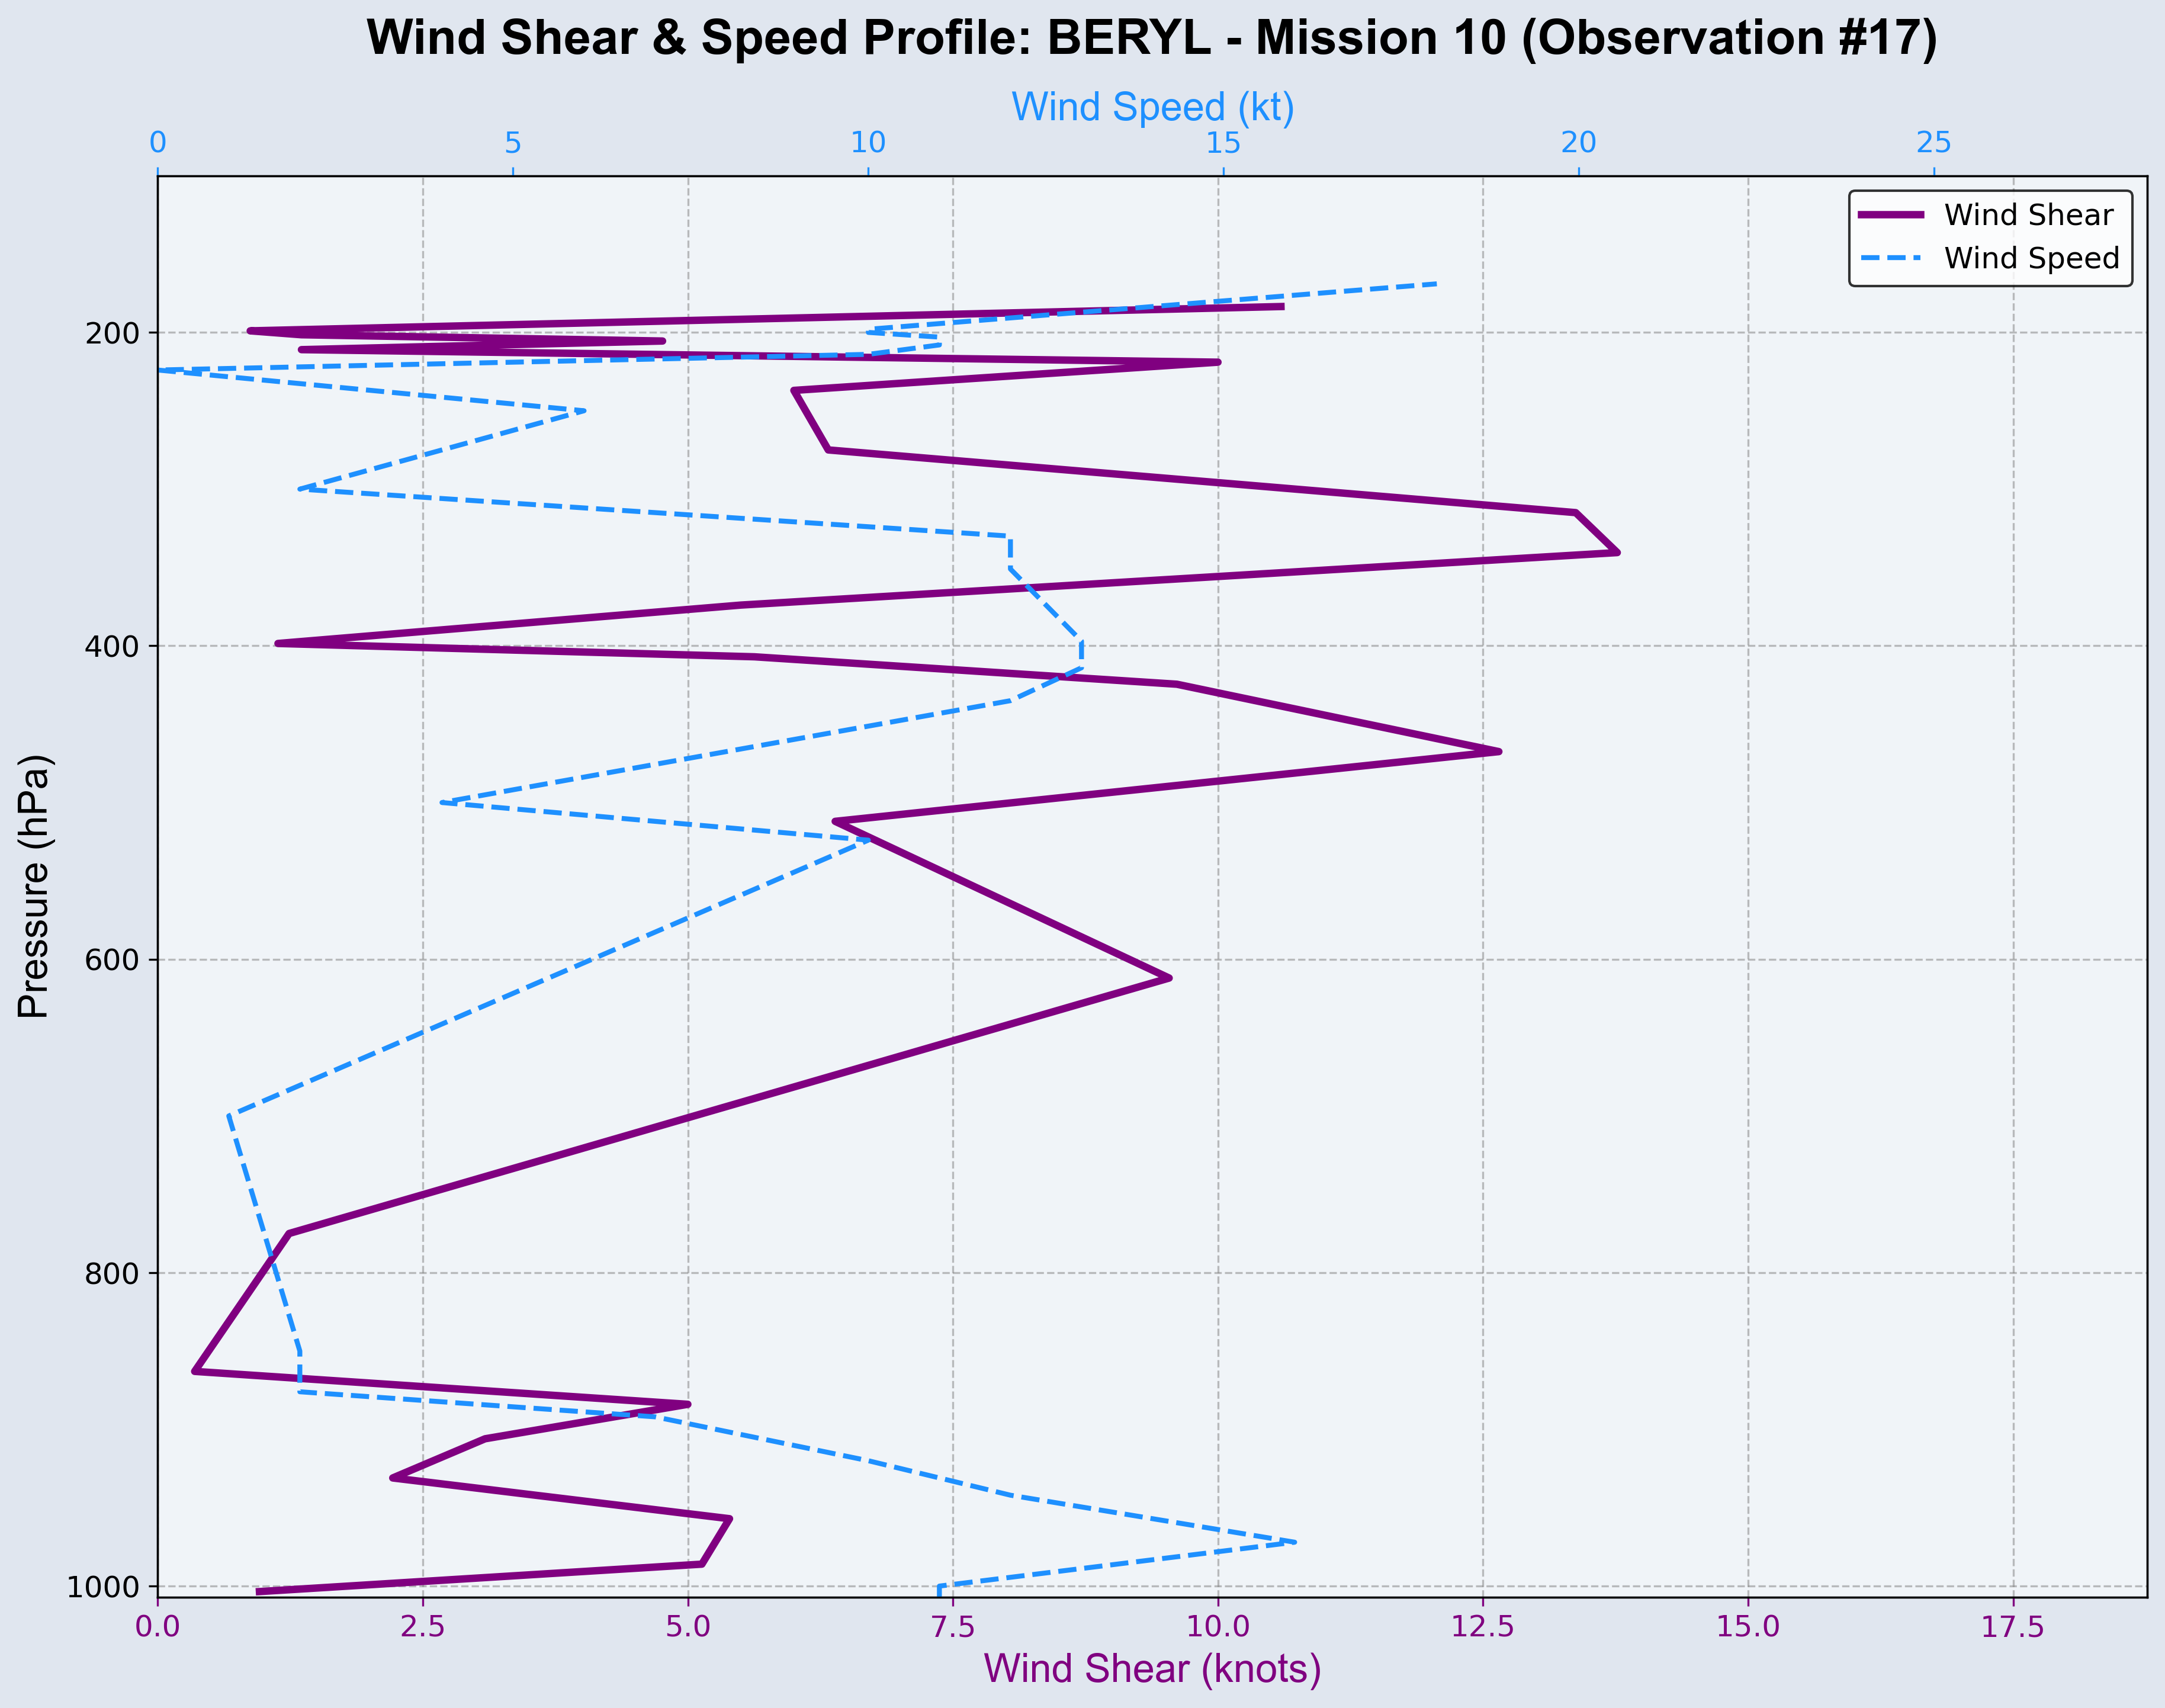 Wind Shear & Speed Profile: BERYL - Mission 10 (Observation #17)
Wind Speed (kt)
0 5 10 15 20 25
Wind Shear
Wind Speed
200
400
600
800
1000
Pressure (hPa)
0.0 2.5 5.0 7.5 10.0 12.5 15.0 17.5
Wind Shear (knots)